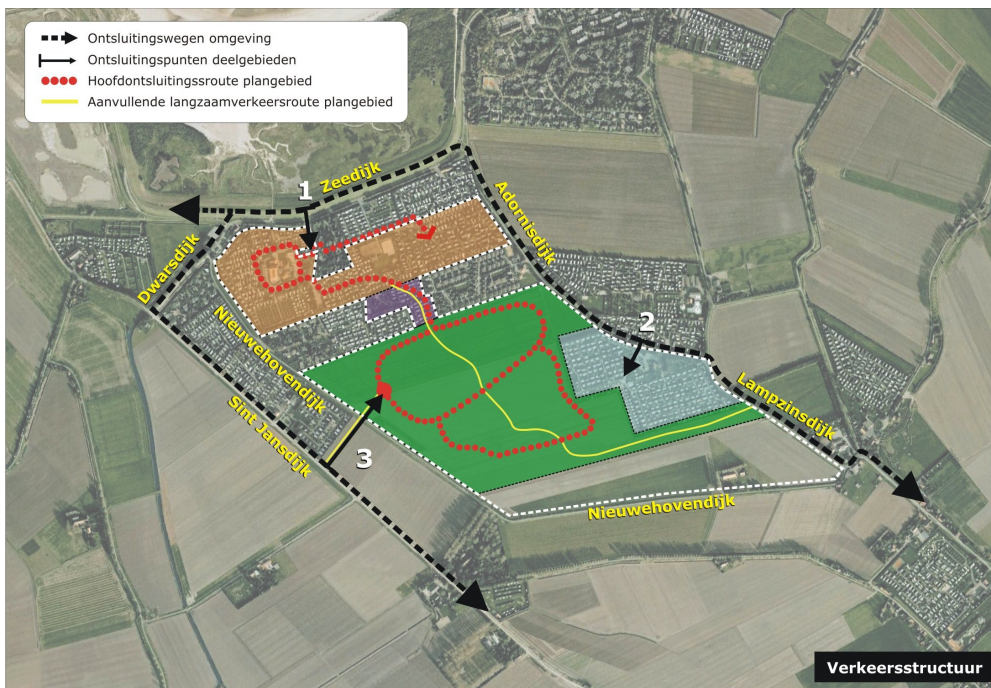 Ontsluitingswegen omgeving
Ontsluitingspunten deelgebieden
Hoofdontsluitingssroute plangebied
Aanvullende langzaamverkeersroute plangebied
1
Zeedijk
Adornisdijk
Dwarsdijk
Nieuwehovendijk
2
Sint Jansdijk
Lampzinsdijk
3
Nieuwehovendijk
Verkeersstructuur